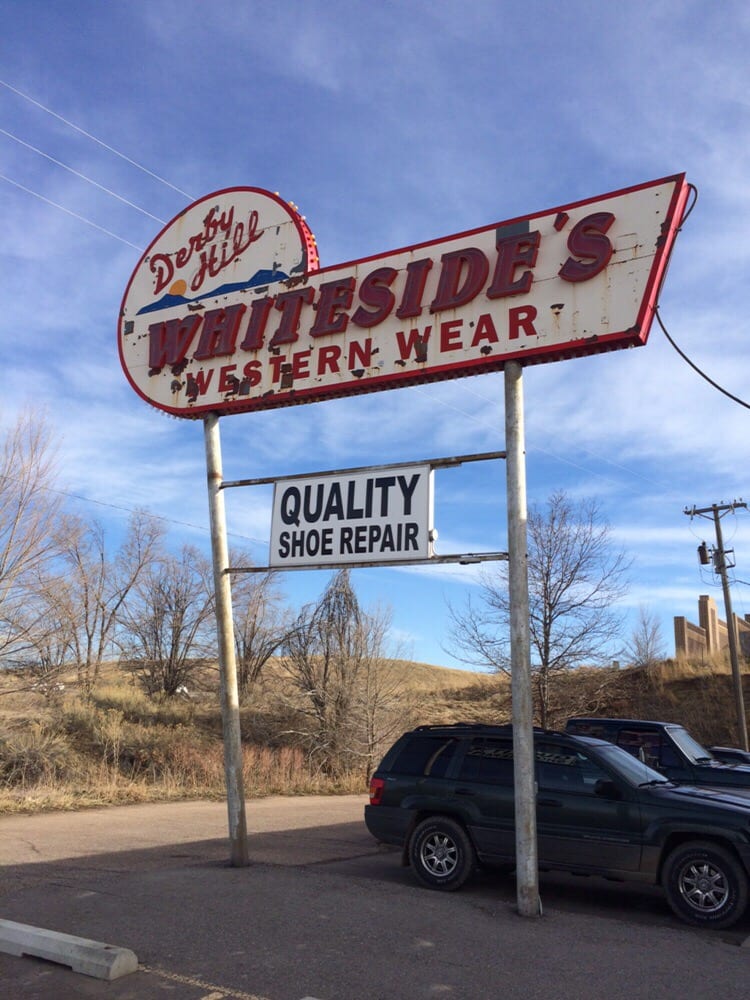 Derby
Hill
WHITESIDE'S
WESTERN WEAR
QUALITY
SHOE REPAIR